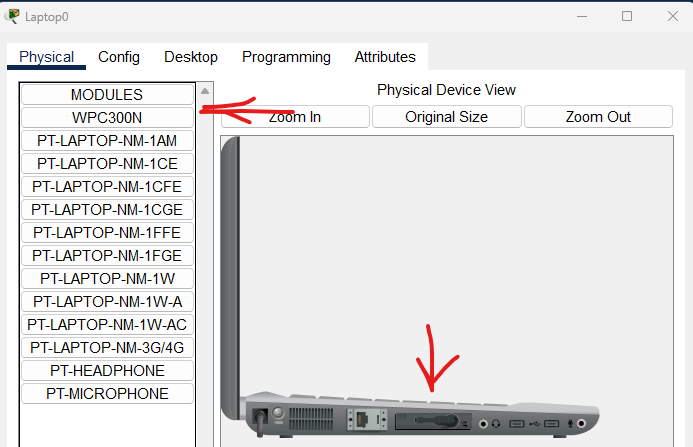 Laptop0
Physical Config Desktop Programming Attributes
MODULES
WPC300N
PT-LAPTOP-NM-1AM
PT-LAPTOP-NM-1CE
PT-LAPTOP-NM-1CFE
PT-LAPTOP-NM-1CGE
PT-LAPTOP-NM-1FFE
PT-LAPTOP-NM-1FGE
PT-LAPTOP-NM-1W
PT-LAPTOP-NM-1W-A
PT-LAPTOP-NM-1W-AC
PT-LAPTOP-NM-3G/4G
PT-HEADPHONE
PT-MICROPHONE
Physical Device View
Zoom In Original Size Zoom Out